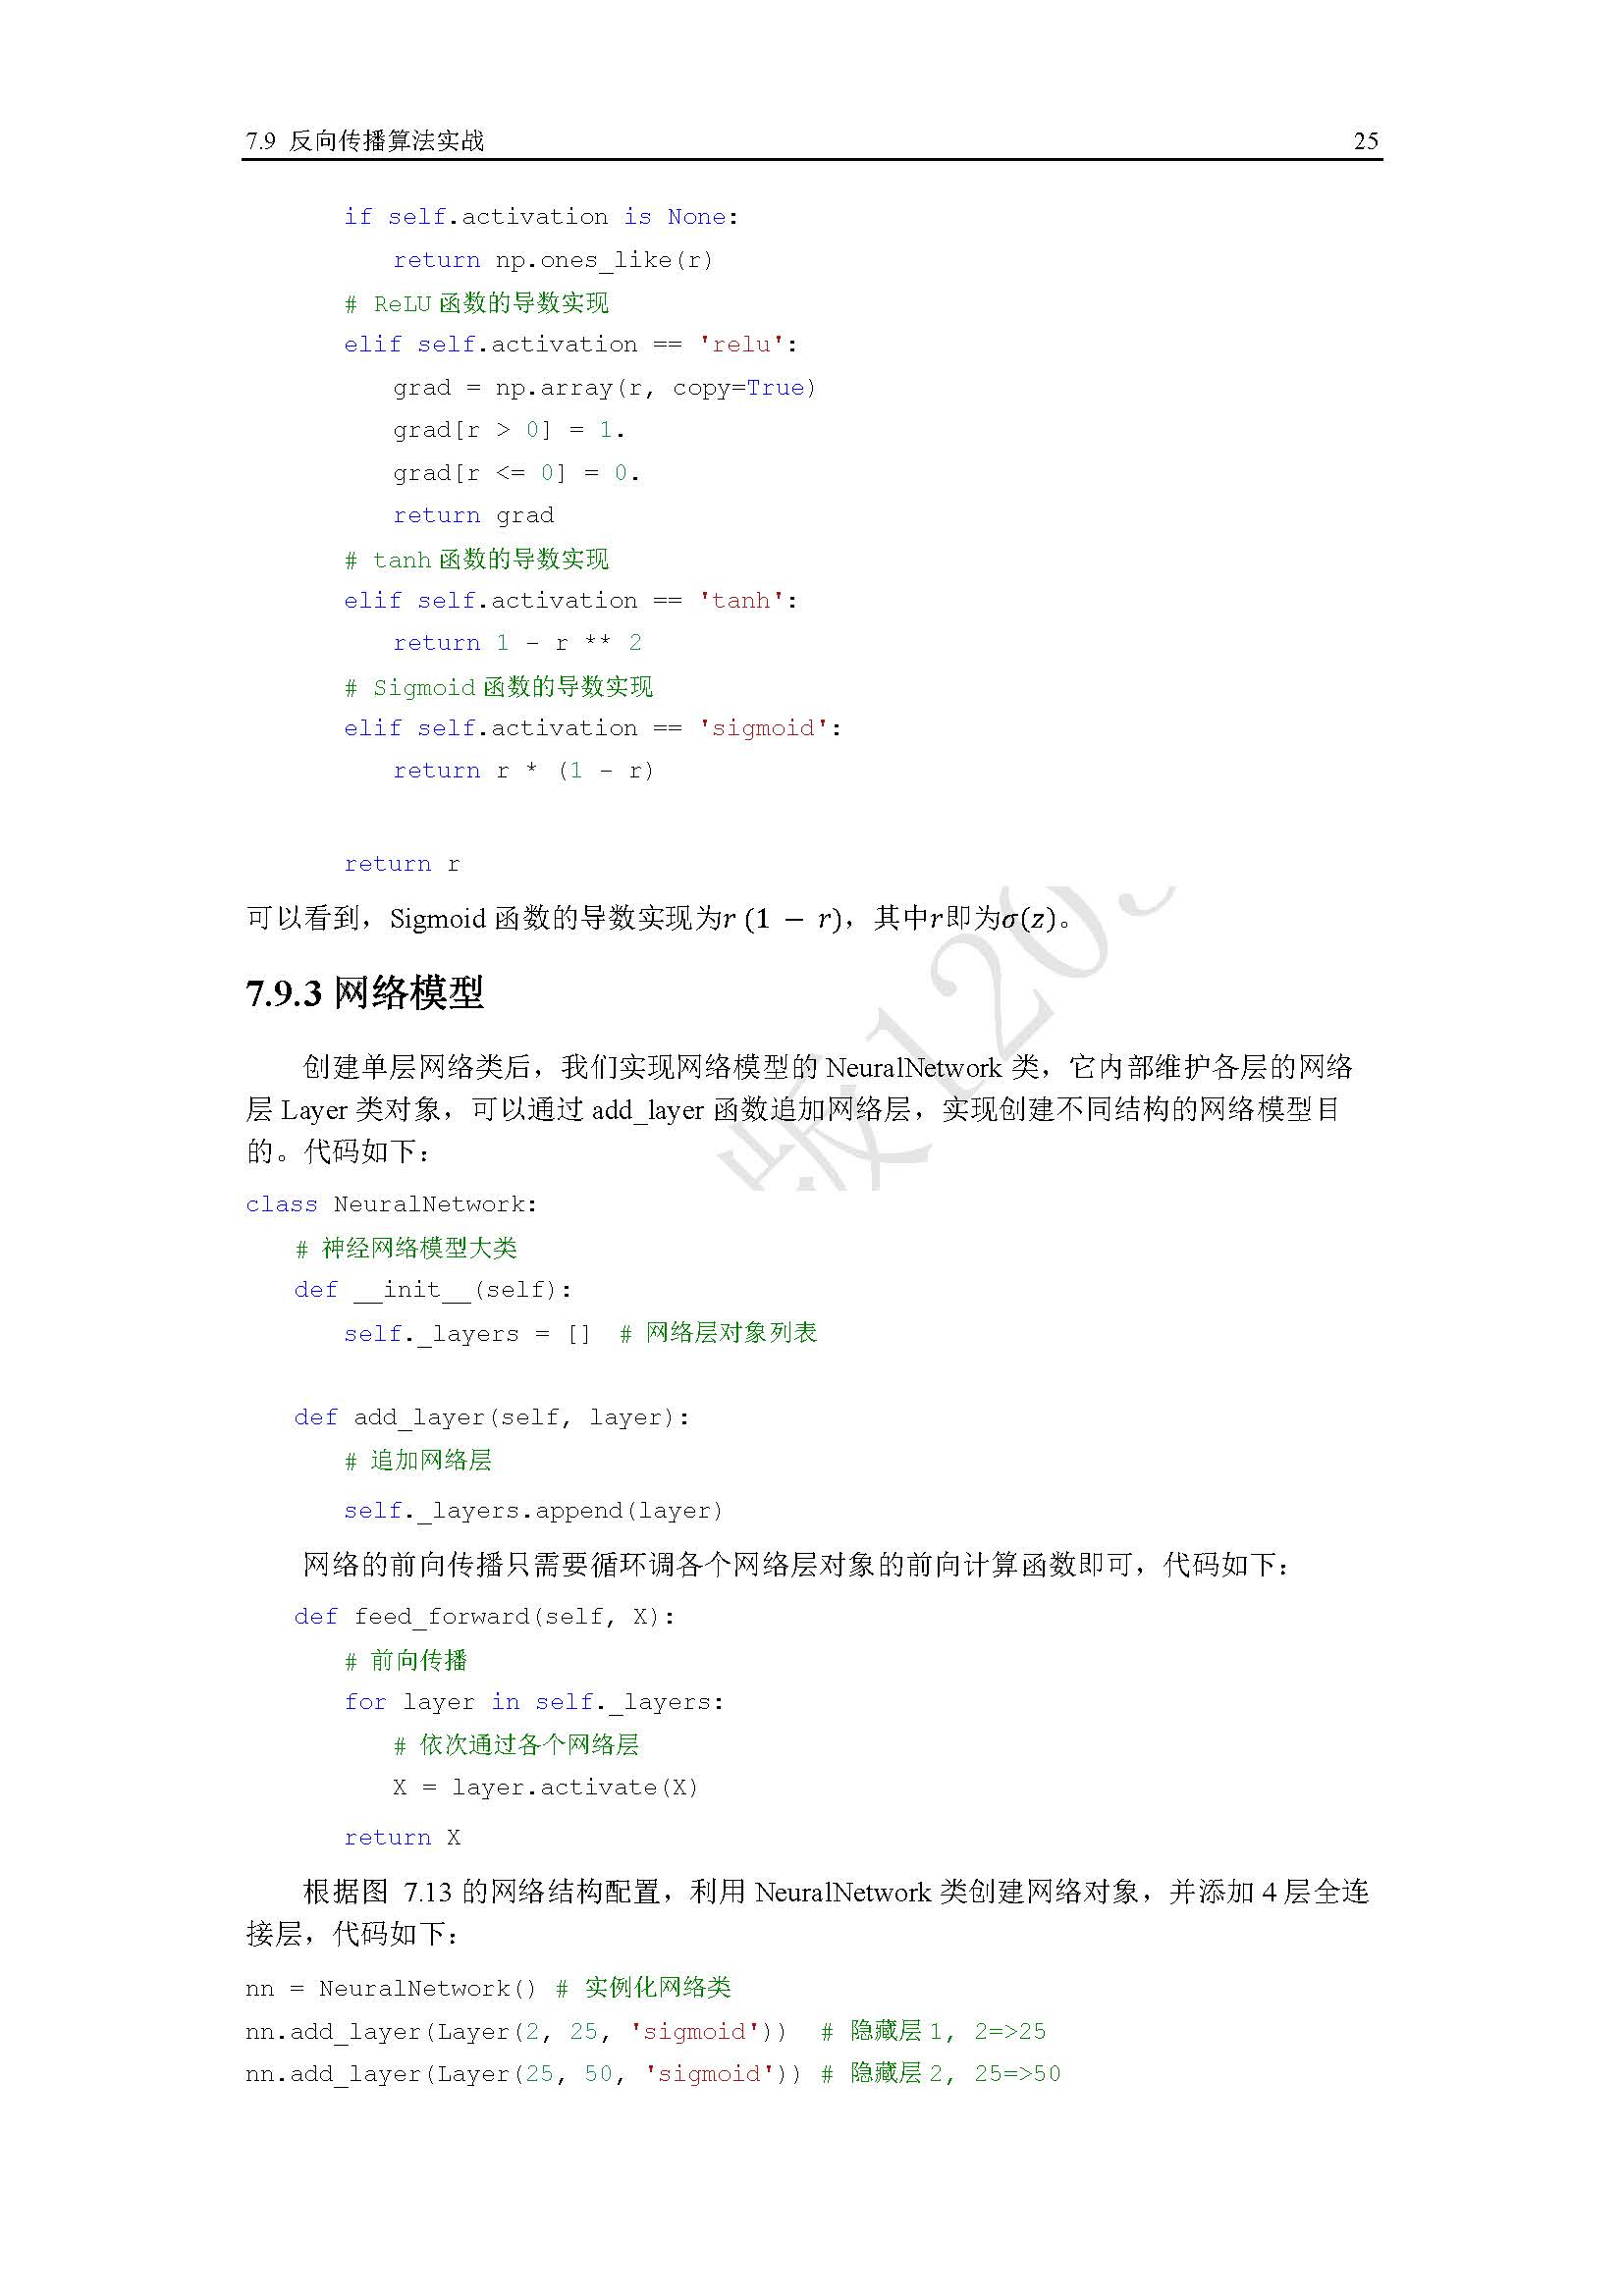 7.9 反向传播算法实战 25
if self.activation is None:
return np.ones_like(r)
# ReLU 函数的导数实现
elif self.activation == 'relu':
grad = np.array(r, copy=True)
grad[r > 0] = 1.
grad[r <= 0] = 0.
return grad
# tanh 函数的导数实现
elif self.activation == 'tanh':
return 1 - r ** 2
# Sigmoid 函数的导数实现
elif self.activation == 'sigmoid':
return r * (1 - r)
return r
可以看到，Sigmoid 函数的导数实现为r (1 − r)，其中r即为σ(z)。
7.9.3 网络模型
创建单层网络类后，我们实现网络模型的 NeuralNetwork 类，它内部维护各层的网络
层 Layer 类对象，可以通过 add_layer 函数追加网络层，实现创建不同结构的网络模型目
的。代码如下：
class NeuralNetwork:
# 神经网络模型大类
def __init__(self):
self._layers = [] # 网络层对象列表
def add_layer(self, layer):
# 追加网络层
self._layers.append(layer)
网络的前向传播只需要循环调各个网络层对象的前向计算函数即可，代码如下：
def feed_forward(self, X):
# 前向传播
for layer in self._layers:
# 依次通过各个网络层
X = layer.activate(X)
return X
根据图 7.13 的网络结构配置，利用 NeuralNetwork 类创建网络对象，并添加 4 层全连
接层，代码如下：
nn = NeuralNetwork() # 实例化网络类
nn.add_layer(Layer(2, 25, 'sigmoid')) # 隐藏层 1, 2=>25
nn.add_layer(Layer(25, 50, 'sigmoid')) # 隐藏层 2, 25=>50